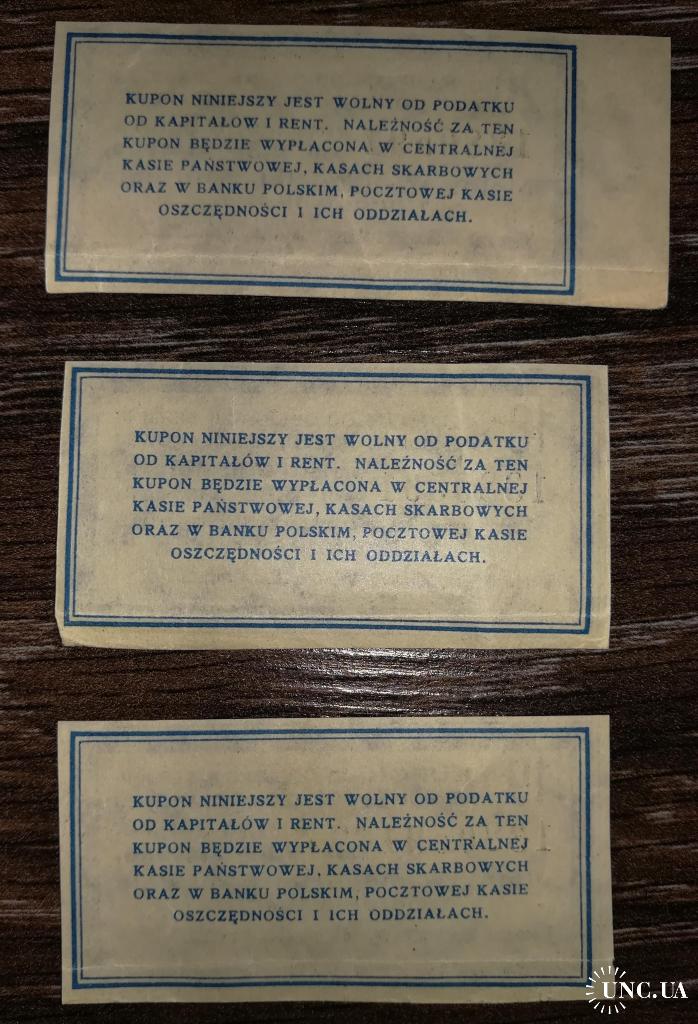 KUPON NINIEJSZY JEST WOLNY OD PODATKU
OD KAPITAŁOW I RENT. NALEŻNOŚĆ ZA TEN
KUPON BĘDZIE WYPŁACONA W CENTRALNEJ
KASIE PAŃSTWOWEJ, KASACH SKARBOWYCH
ORAZ W BANKU POLSKIM, POCZTOWEJ KASIE
OSZCZĘDNOŚCI I ICH ODDZIAŁACH.
KUPON NINIEJSZY JEST WOLNY OD PODATKU
OD KAPITAŁÓW I RENT. NALEŻNOŚĆ ZA TEN
KUPON BĘDZIE WYPŁACONA W CENTRALNEJ
KASIE PAŃSTWOWEJ, KASACH SKARBOWYCH
ORAZ W BANKU POLSKIM, POCZTOWEJ KASIE
OSZCZĘDNOŚCI I ICH ODDZIAŁACH.
KUPON NINIEJSZY JEST WOLNY OD PODATKU
OD KAPITAŁÓW I RENT. NALEŻNOŚĆ ZA TEN
KUPON BĘDZIE WYPŁACONA W CENTRALNEJ
KASIE PAŃSTWOWEJ, KASACH SKARBOWYCH
ORAZ W BANKU POLSKIM, POCZTOWEJ KASIE
OSZCZĘDNOŚCI I ICH ODDZIAŁACH.
UNC.UA